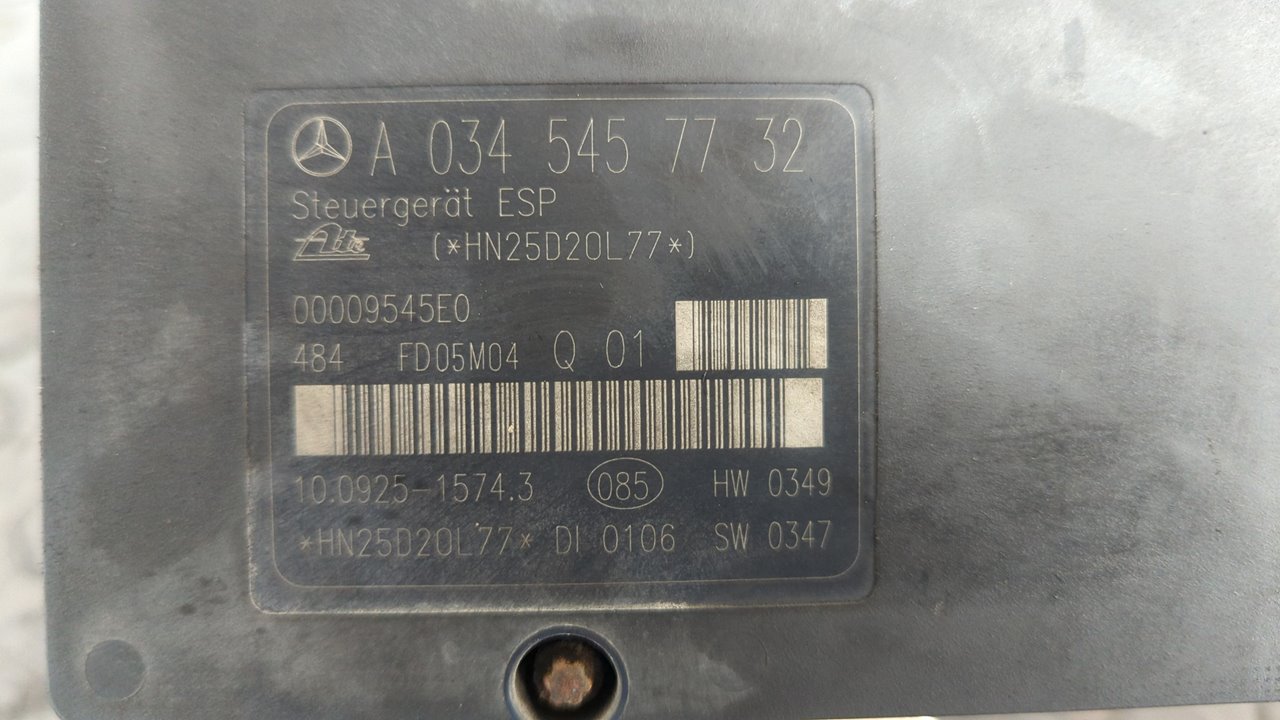 A 034 545 77 32
Steuergerät ESP
Ate (*HN25D20L77*)
00009545E0
484 FD05M04 Q 01
10.0925-1574.3 085 HW 0349
*HN25D20L77* DI 0106 SW 0347